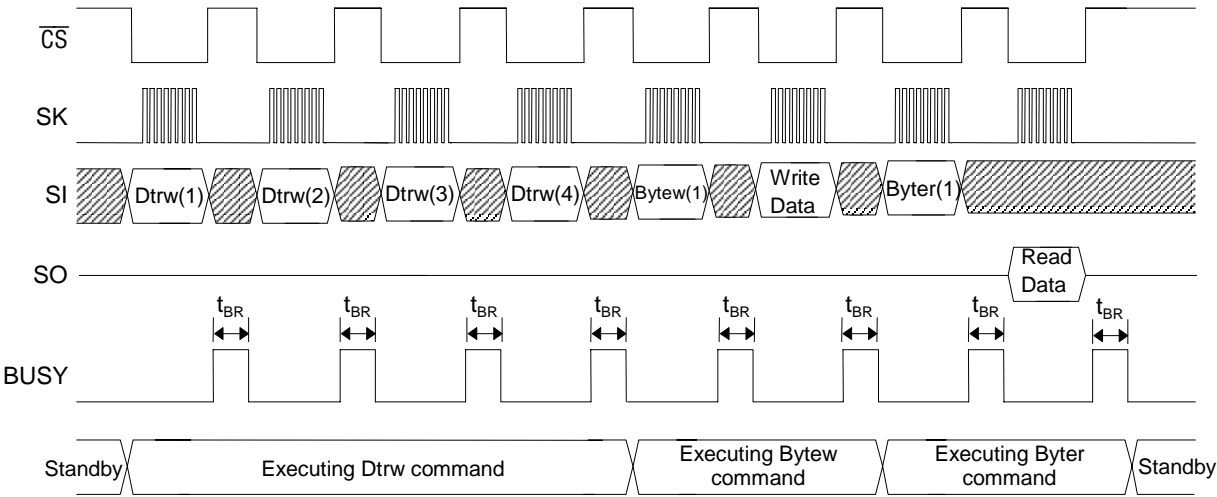 CS
SK
SI Dtrw(1) Dtrw(2) Dtrw(3) Dtrw(4) Bytew(1) Write Data Byter(1)
SO Read Data
tBR tBR tBR tBR tBR tBR tBR tBR
BUSY
Standby Executing Dtrw command Executing Bytew command Executing Byter command Standby